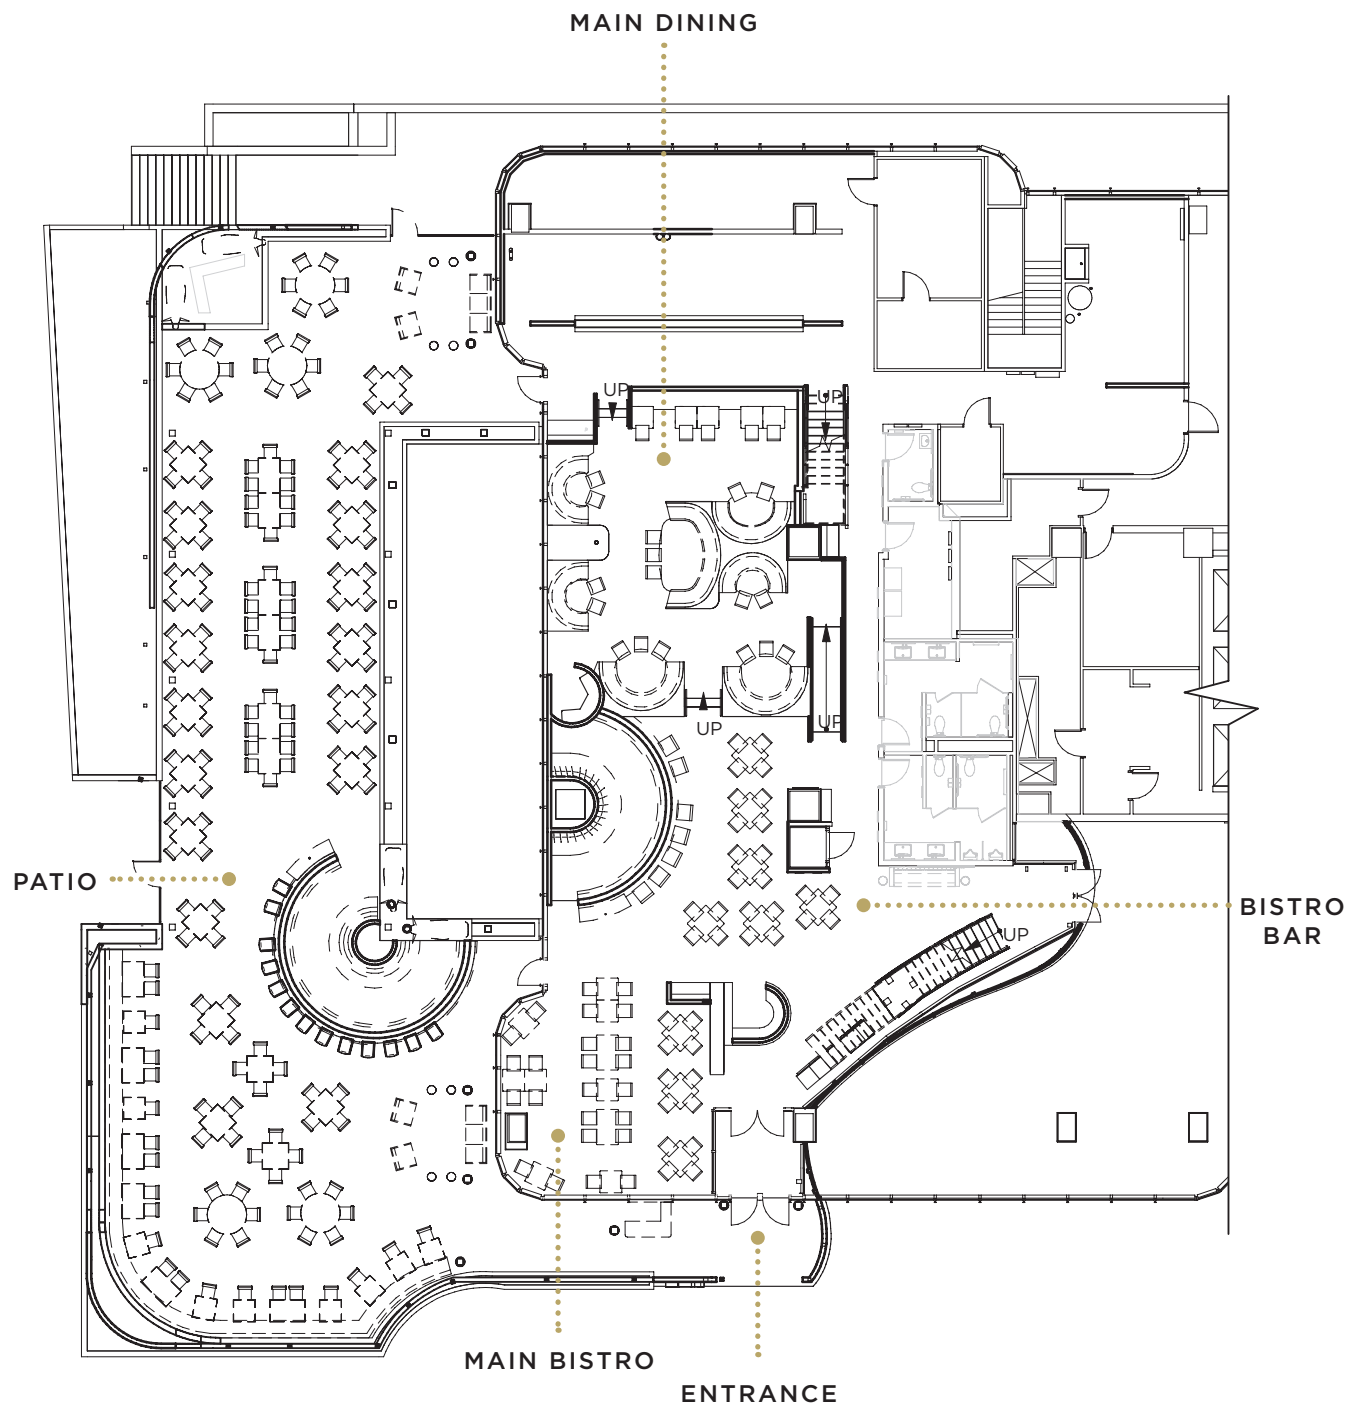 MAIN DINING
UP
UP
UP
UP
PATIO
BISTRO
BAR
UP
MAIN BISTRO
ENTRANCE